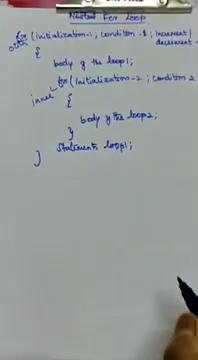 Nested For Loop
for (initialization-1; condition-1; increment/
outer decrement-
{
body of the loop1;
for (initialization-2; condition 2
inner
{
body of the loop2;
}
statements loop1;
}